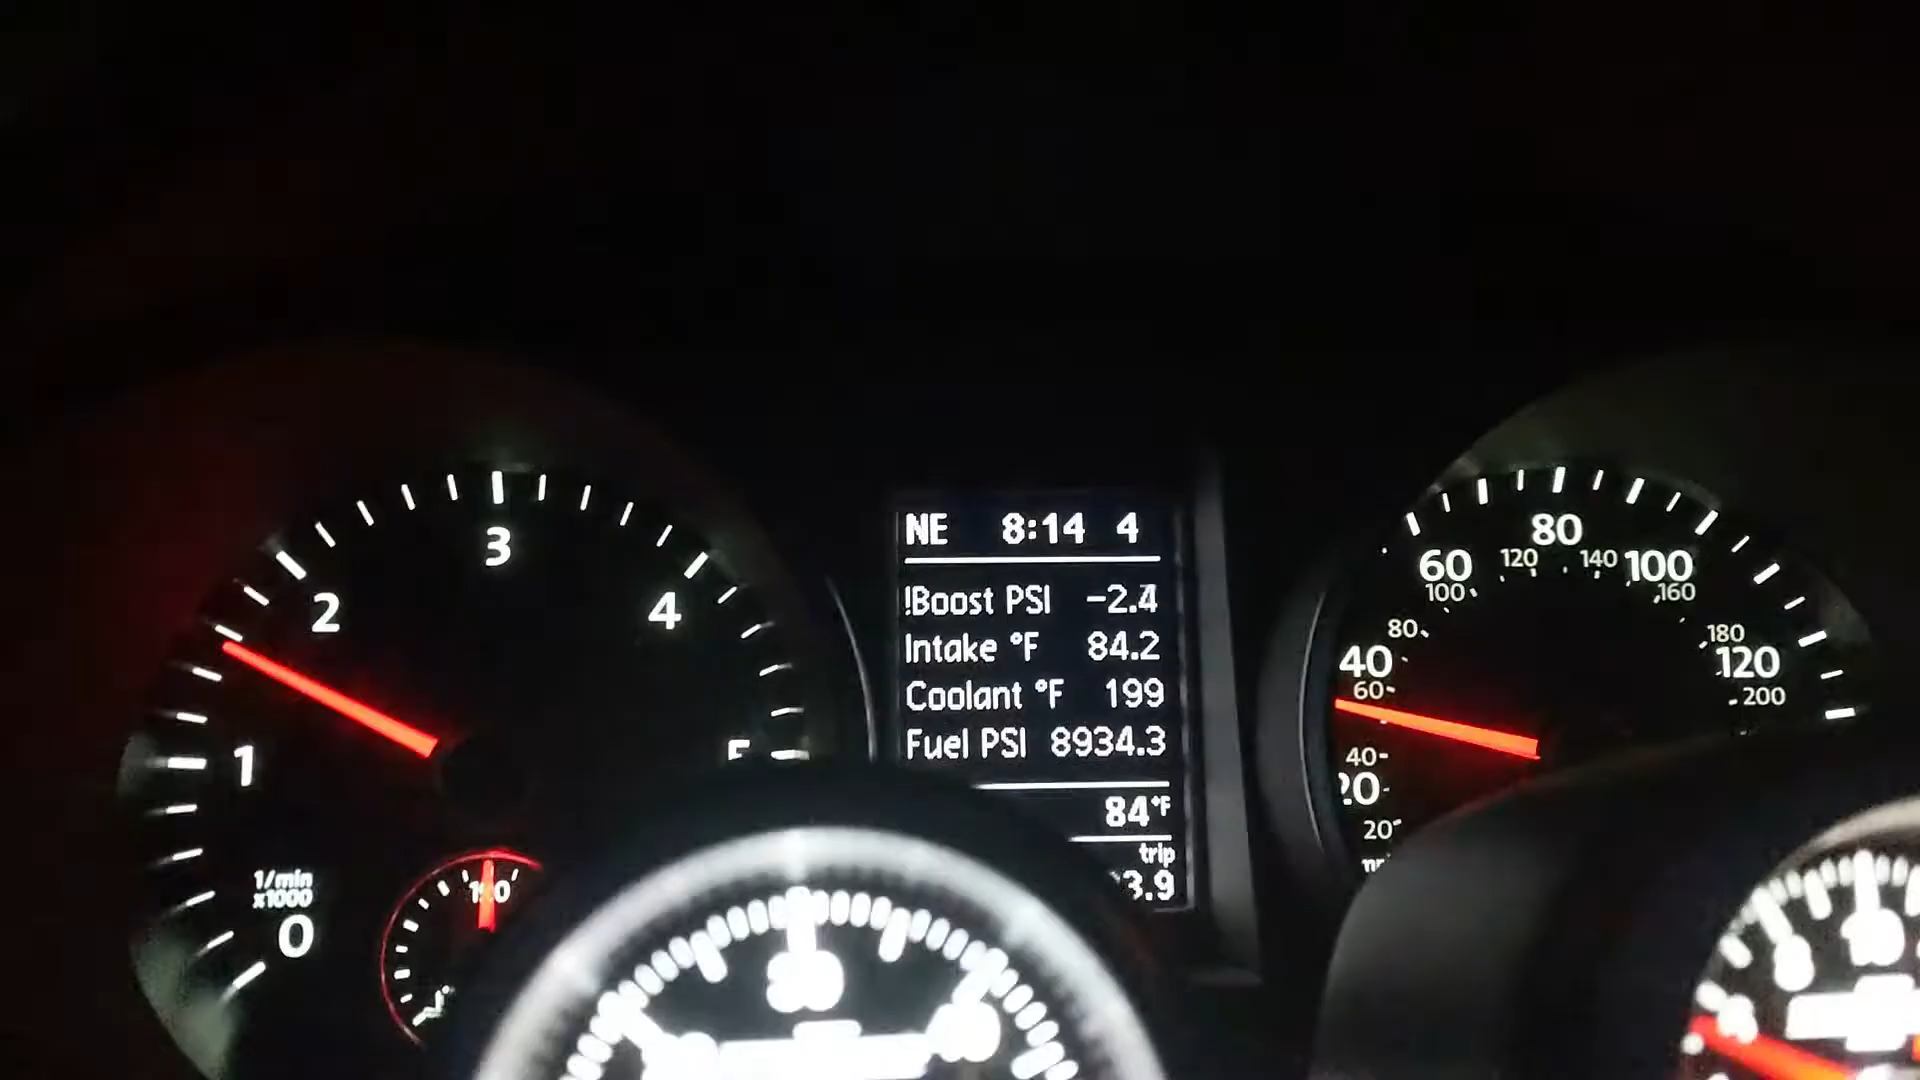 NE 8:14 4
!Boost PSI -2.4
Intake °F 84.2
Coolant °F 199
Fuel PSI 8934.3
84°F
trip
3.9
0
1
2
3
4
1/min
x1000
190
20
40
60
80
100
120
20
40
60
80
100
120
140
160
180
200